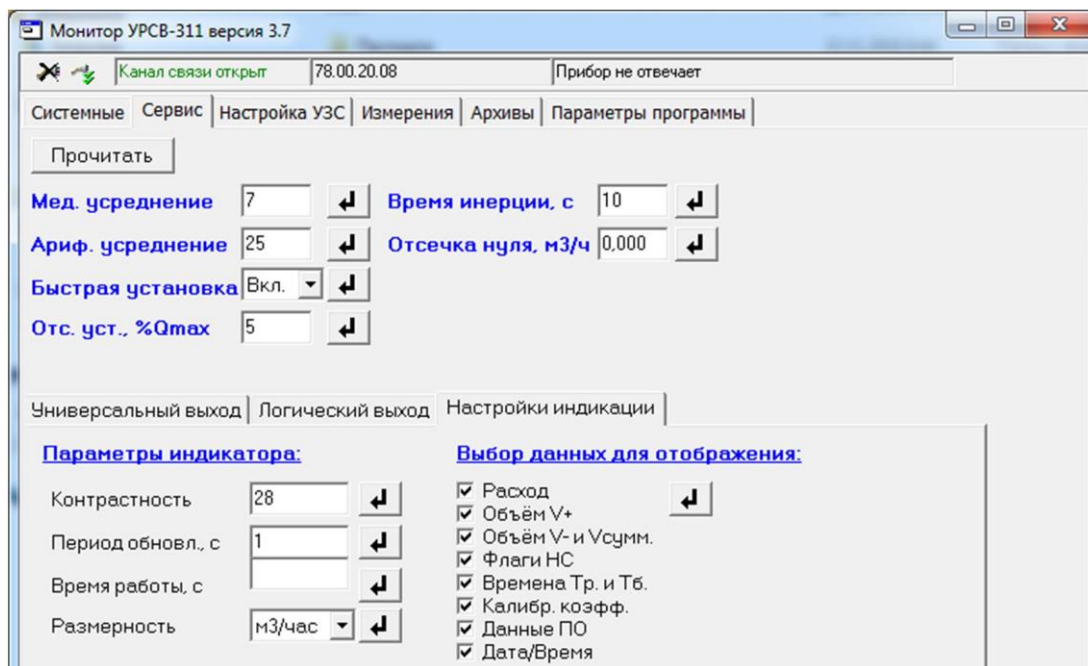 Монитор УРСВ-311 версия 3.7
Канал связи открыт 78.00.20.08 Прибор не отвечает
Системные Сервис Настройка УЗС Измерения Архивы Параметры программы
Прочитать
Мед. усреднение 7 Время инерции, с 10
Ариф. усреднение 25 Отсечка нуля, м3/ч 0,000
Быстрая установка Вкл.
Отс. уст., %Qmax 5
Универсальный выход Логический выход Настройки индикации
Параметры индикатора: Выбор данных для отображения:
Контрастность 28
Период обновл., с 1
Время работы, с
Размерность м3/час
Расход
Объём V+
Объём V- и Vсумм.
Флаги НС
Времена Тр. и Тб.
Калибр. коэфф.
Данные ПО
Дата/Время